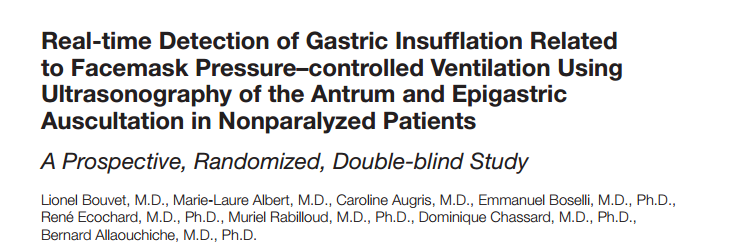 Real-time Detection of Gastric Insufflation Related
to Facemask Pressure–controlled Ventilation Using
Ultrasonography of the Antrum and Epigastric
Auscultation in Nonparalyzed Patients
A Prospective, Randomized, Double-blind Study
Lionel Bouvet, M.D., Marie-Laure Albert, M.D., Caroline Augris, M.D., Emmanuel Boselli, M.D., Ph.D.,
René Ecochard, M.D., Ph.D., Muriel Rabilloud, M.D., Ph.D., Dominique Chassard, M.D., Ph.D.,
Bernard Allaouchiche, M.D., Ph.D.